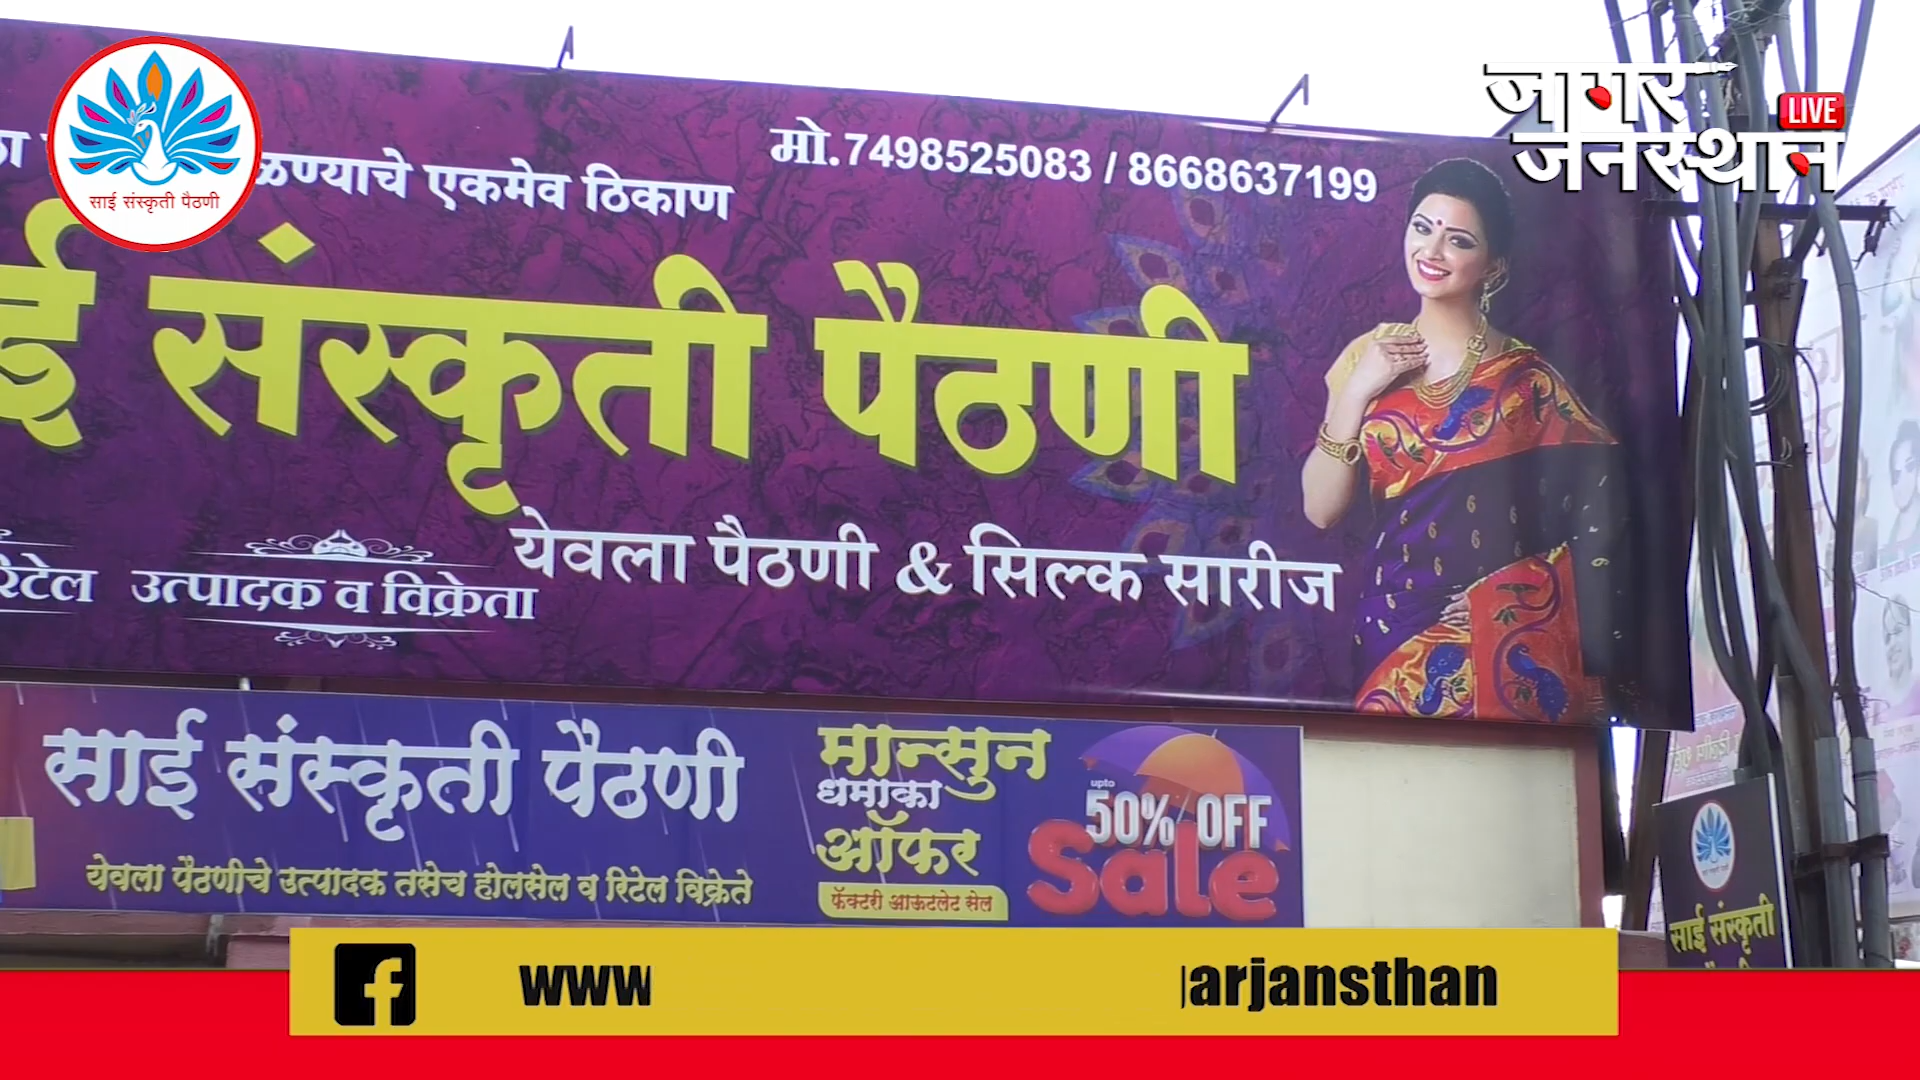 साई संस्कृती पैठणी
जागर
जनस्थान
LIVE
एकमेव ठिकाण
मो.7498525083 / 8668637199
संस्कृती पैठणी
येवला पैठणी & सिल्क सारीज
उत्पादक व विक्रेता
साई संस्कृती पैठणी
येवला पैठणीचे उत्पादक तसेच होलसेल व रिटेल विक्रेते
मान्सुन
धमाका
ऑफर
फॅक्टरी आऊटलेट सेल
upto
50% OFF
Sale
साई संस्कृती
www arjansthan